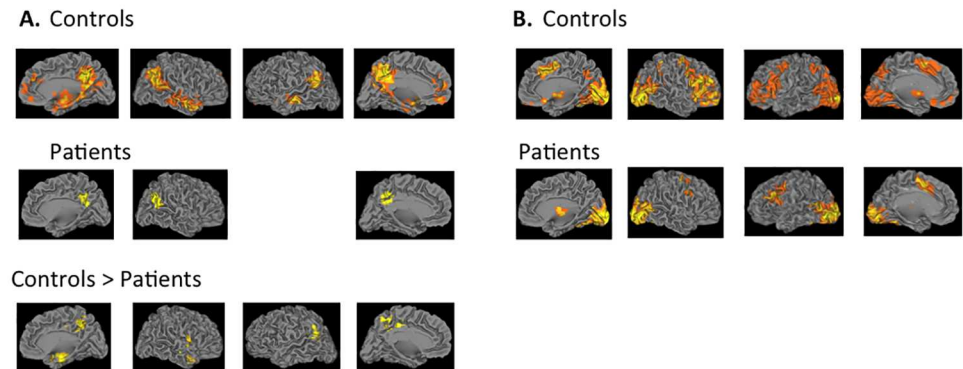 A. Controls
B. Controls
Patients
Patients
Controls > Patients